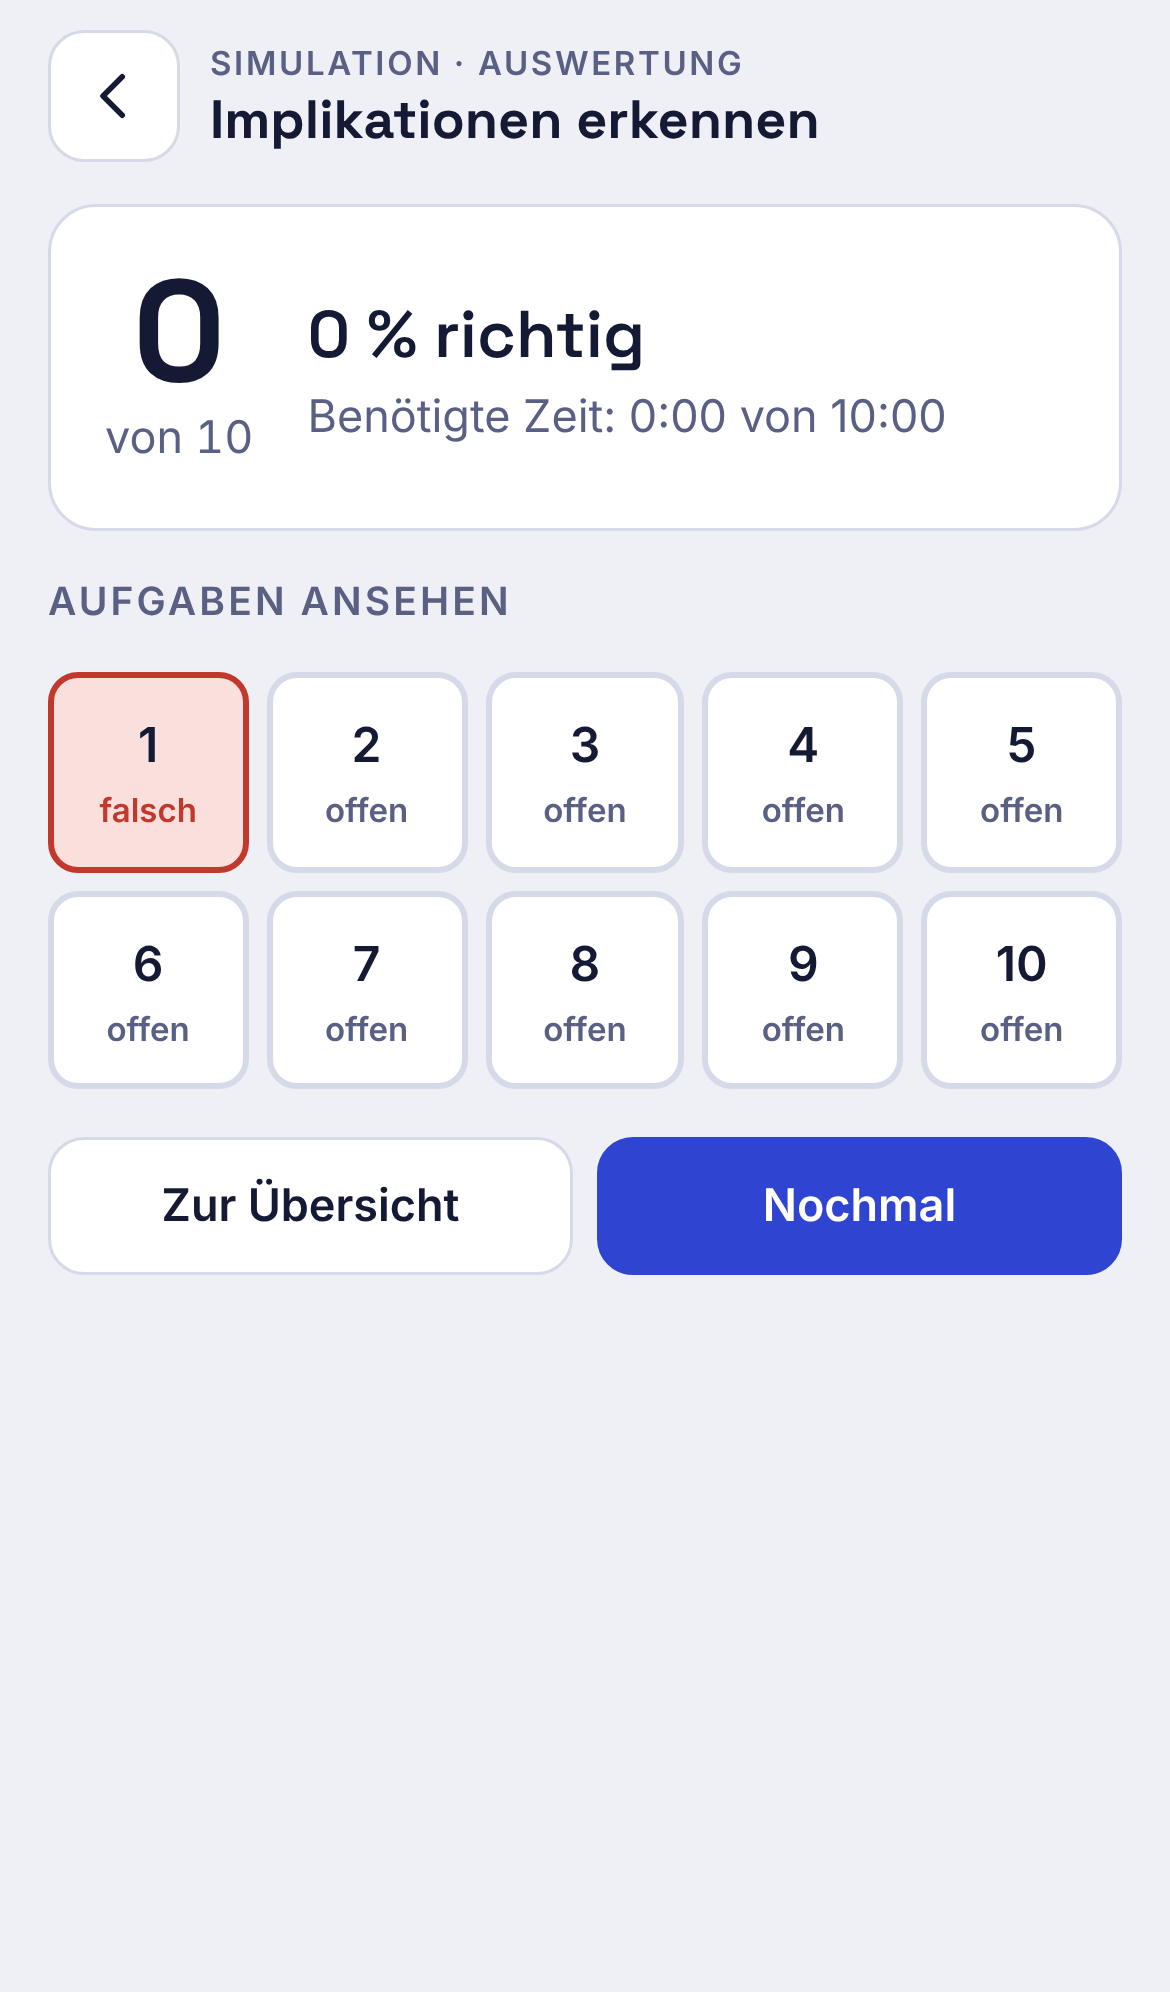 SIMULATION · AUSWERTUNG
Implikationen erkennen
0
von 10
0 % richtig
Benötigte Zeit: 0:00 von 10:00
AUFGABEN ANSEHEN
1 2 3 4 5
falsch offen offen offen offen
6 7 8 9 10
offen offen offen offen offen
Zur Übersicht Nochmal